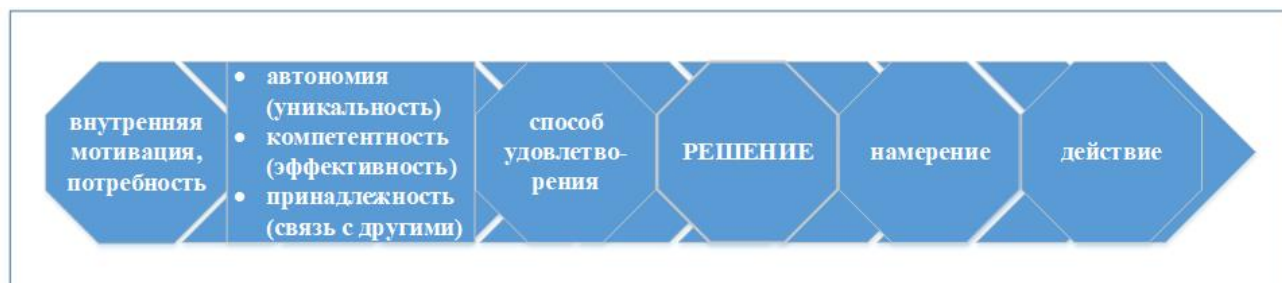 внутренняя
мотивация,
потребность
• автономия
(уникальность)
• компетентность
(эффективность)
• принадлежность
(связь с другими)
способ
удовлетво-
рения
РЕШЕНИЕ
намерение
действие